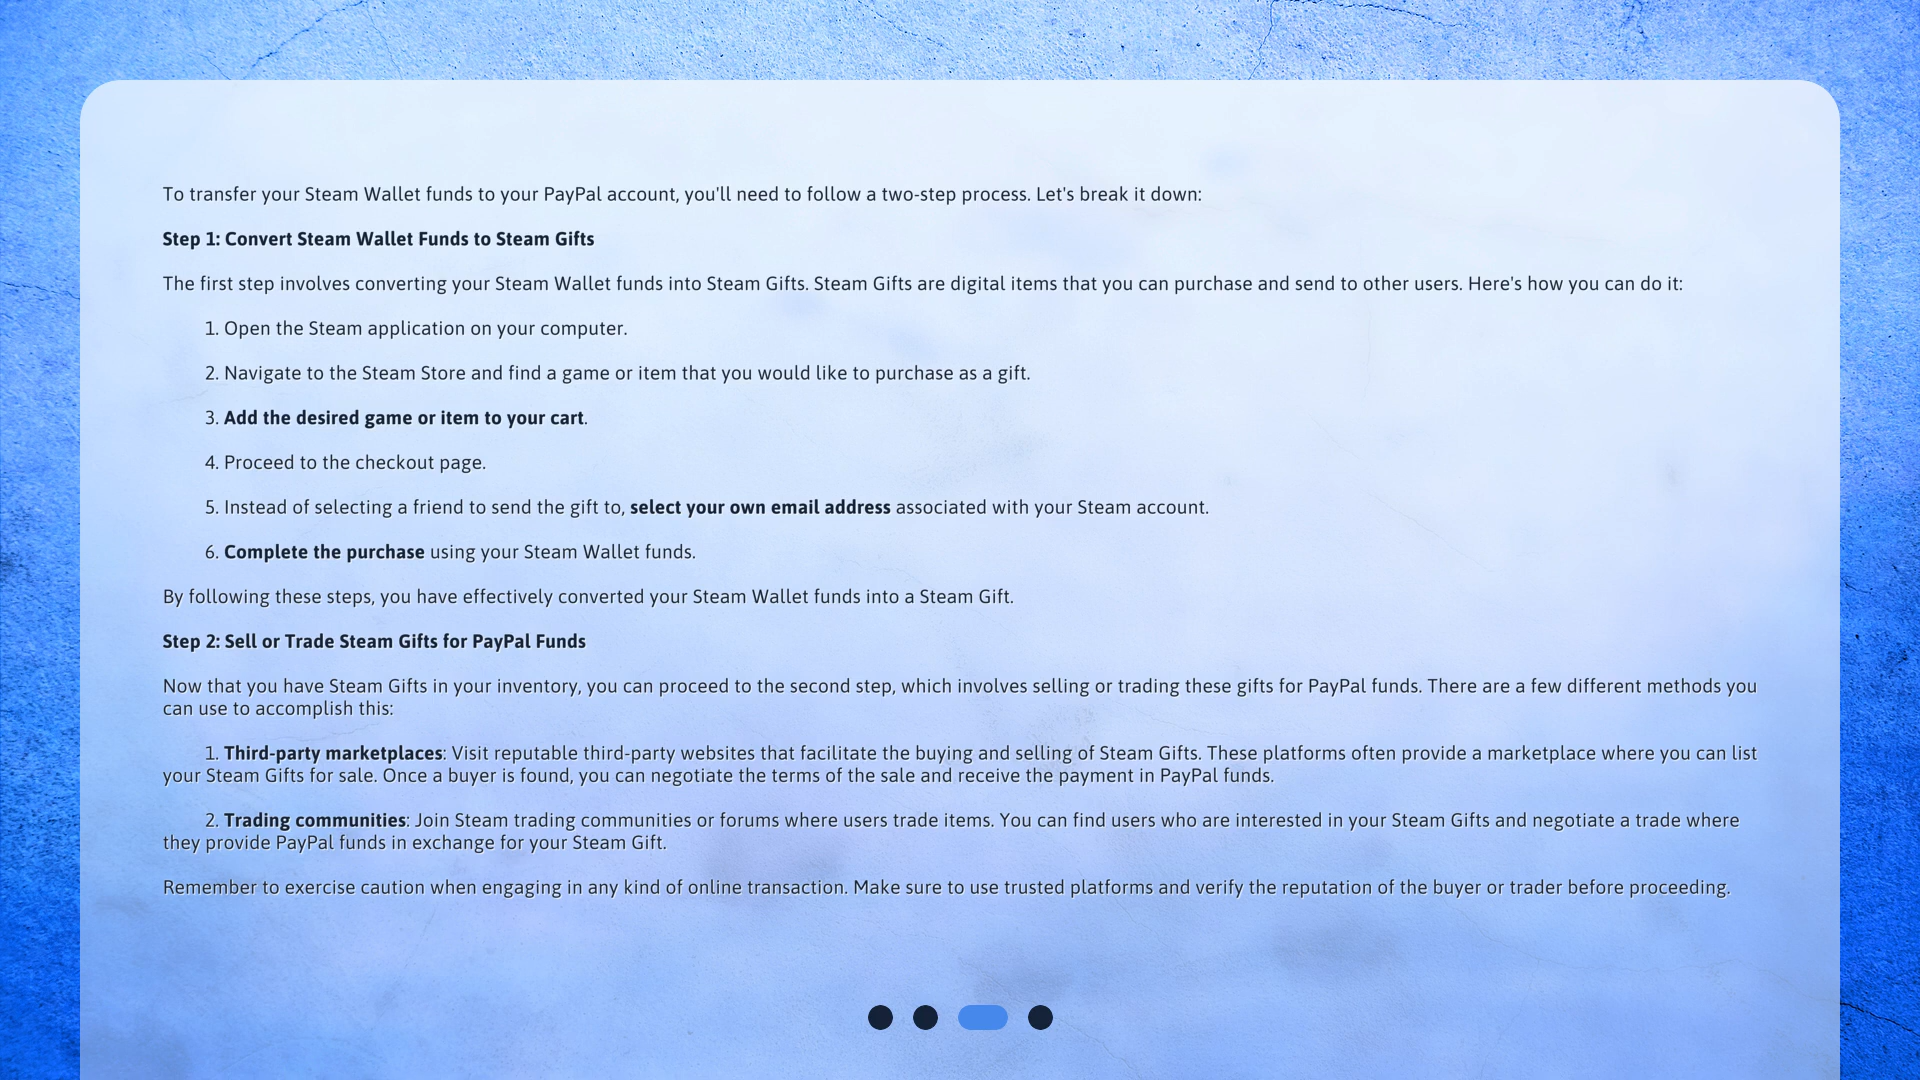 To transfer your Steam Wallet funds to your PayPal account, you'll need to follow a two-step process. Let's break it down:
Step 1: Convert Steam Wallet Funds to Steam Gifts
The first step involves converting your Steam Wallet funds into Steam Gifts. Steam Gifts are digital items that you can purchase and send to other users. Here's how you can do it:
1. Open the Steam application on your computer.
2. Navigate to the Steam Store and find a game or item that you would like to purchase as a gift.
3. Add the desired game or item to your cart.
4. Proceed to the checkout page.
5. Instead of selecting a friend to send the gift to, select your own email address associated with your Steam account.
6. Complete the purchase using your Steam Wallet funds.
By following these steps, you have effectively converted your Steam Wallet funds into a Steam Gift.
Step 2: Sell or Trade Steam Gifts for PayPal Funds
Now that you have Steam Gifts in your inventory, you can proceed to the second step, which involves selling or trading these gifts for PayPal funds. There are a few different methods you
can use to accomplish this:
1. Third-party marketplaces: Visit reputable third-party websites that facilitate the buying and selling of Steam Gifts. These platforms often provide a marketplace where you can list
your Steam Gifts for sale. Once a buyer is found, you can negotiate the terms of the sale and receive the payment in PayPal funds.
2. Trading communities: Join Steam trading communities or forums where users trade items. You can find users who are interested in your Steam Gifts and negotiate a trade where
they provide PayPal funds in exchange for your Steam Gift.
Remember to exercise caution when engaging in any kind of online transaction. Make sure to use trusted platforms and verify the reputation of the buyer or trader before proceeding.